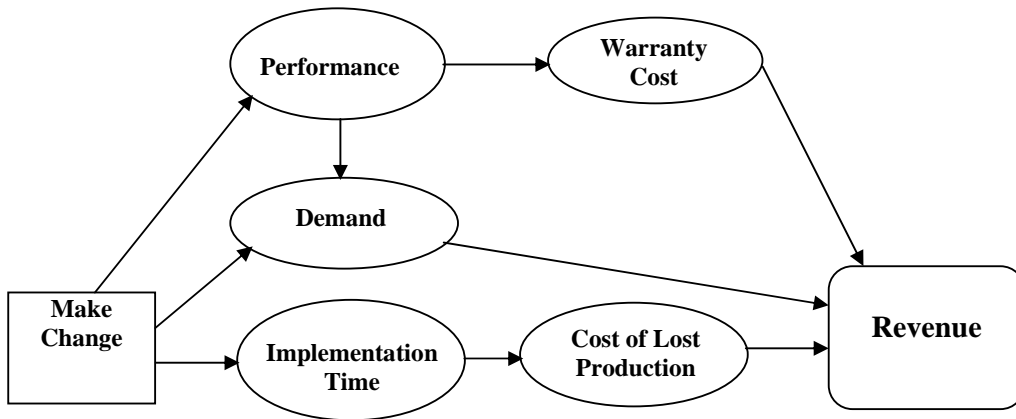 Performance
Warranty
Cost
Demand
Make
Change
Implementation
Time
Cost of Lost
Production
Revenue